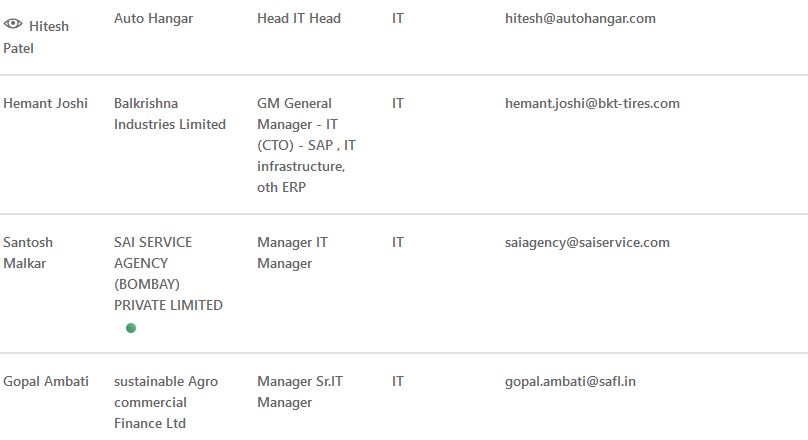 Hitesh Patel Auto Hangar Head IT Head IT hitesh@autohangar.com
Hemant Joshi Balkrishna Industries Limited GM General Manager - IT (CTO) - SAP , IT infrastructure, oth ERP IT hemant.joshi@bkt-tires.com
Santosh Malkar SAI SERVICE AGENCY (BOMBAY) PRIVATE LIMITED Manager IT Manager IT saiagency@saiservice.com
Gopal Ambati sustainable Agro commercial Finance Ltd Manager Sr.IT Manager IT gopal.ambati@safl.in